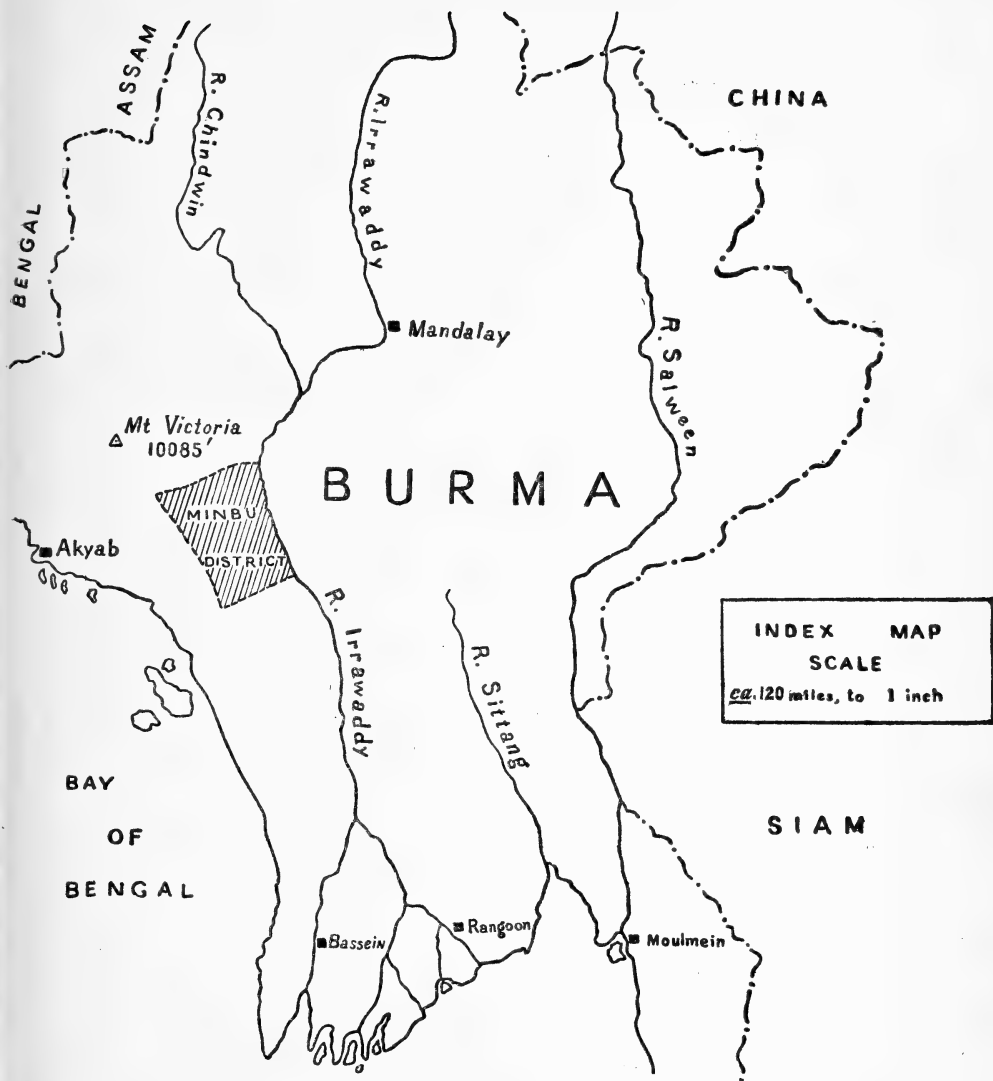 ASSAM
BENGAL
R. Chindwin
R. Irrawaddy
CHINA
Mandalay
R. Salween
Mt Victoria
10085'
BURMA
MINBU
DISTRICT
Akyab
R. Irrawaddy
R. Sittang
INDEX MAP
SCALE
ca. 120 miles, to 1 inch
BAY
OF
BENGAL
SIAM
Bassein
Rangoon
Moulmein